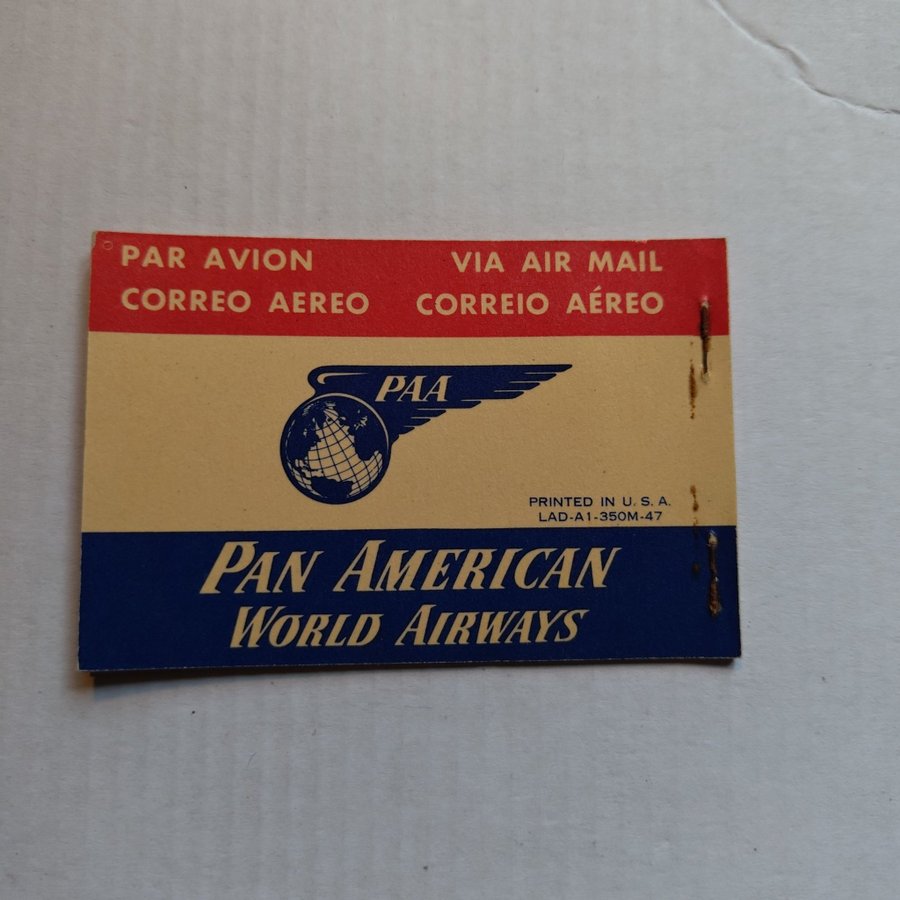 PAR AVION VIA AIR MAIL
CORREO AEREO CORREIO AÉREO
PAA
PRINTED IN U. S. A.
LAD-A1-350M-47
PAN AMERICAN
WORLD AIRWAYS